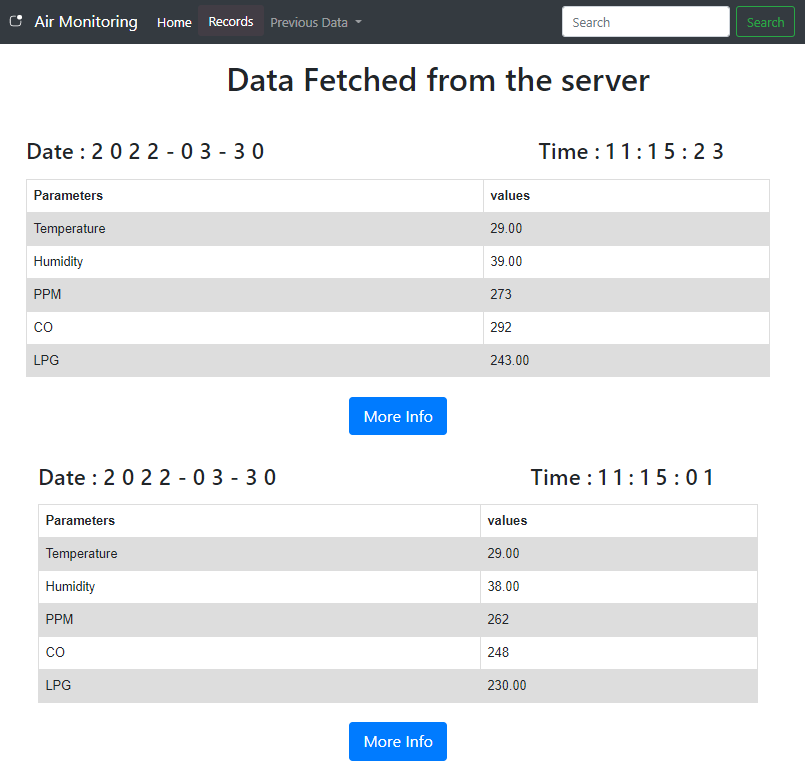 Air Monitoring Home Records Previous Data Search Search
Data Fetched from the server
Date : 2 0 2 2 - 0 3 - 3 0 Time : 1 1 : 1 5 : 2 3
Parameters values
Temperature 29.00
Humidity 39.00
PPM 273
CO 292
LPG 243.00
More Info
Date : 2 0 2 2 - 0 3 - 3 0 Time : 1 1 : 1 5 : 0 1
Parameters values
Temperature 29.00
Humidity 38.00
PPM 262
CO 248
LPG 230.00
More Info